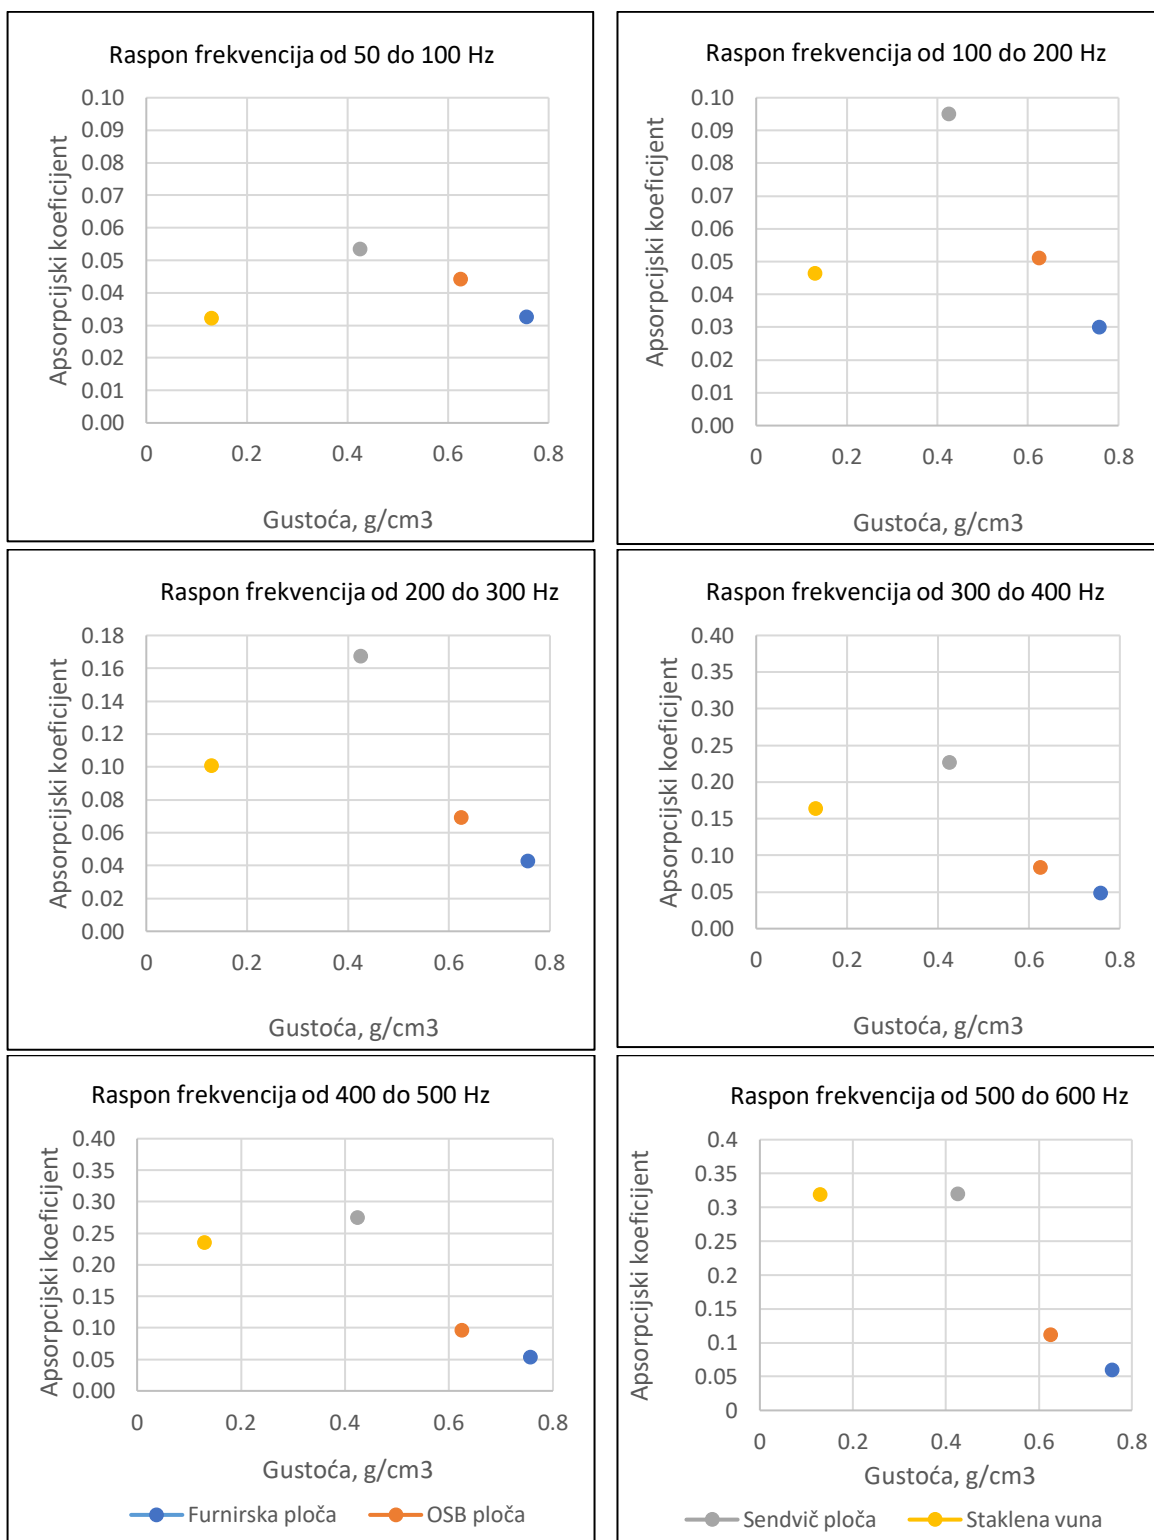 Raspon frekvencija od 50 do 100 Hz
Apsorpcijski koeficijent
0.10
0.09
0.08
0.07
0.06
0.05
0.04
0.03
0.02
0.01
0.00
0 0.2 0.4 0.6 0.8
Gustoća, g/cm3
Raspon frekvencija od 100 do 200 Hz
Apsorpcijski koeficijent
0.10
0.09
0.08
0.07
0.06
0.05
0.04
0.03
0.02
0.01
0.00
0 0.2 0.4 0.6 0.8
Gustoća, g/cm3
Raspon frekvencija od 200 do 300 Hz
Apsorpcijski koeficijent
0.18
0.16
0.14
0.12
0.10
0.08
0.06
0.04
0.02
0.00
0 0.2 0.4 0.6 0.8
Gustoća, g/cm3
Raspon frekvencija od 300 do 400 Hz
Apsorpcijski koeficijent
0.40
0.35
0.30
0.25
0.20
0.15
0.10
0.05
0.00
0 0.2 0.4 0.6 0.8
Gustoća, g/cm3
Raspon frekvencija od 400 do 500 Hz
Apsorpcijski koeficijent
0.40
0.35
0.30
0.25
0.20
0.15
0.10
0.05
0.00
0 0.2 0.4 0.6 0.8
Gustoća, g/cm3
Furnirska ploča OSB ploča
Raspon frekvencija od 500 do 600 Hz
Apsorpcijski koeficijent
0.4
0.35
0.3
0.25
0.2
0.15
0.1
0.05
0
0 0.2 0.4 0.6 0.8
Gustoća, g/cm3
Sendvič ploča Staklena vuna